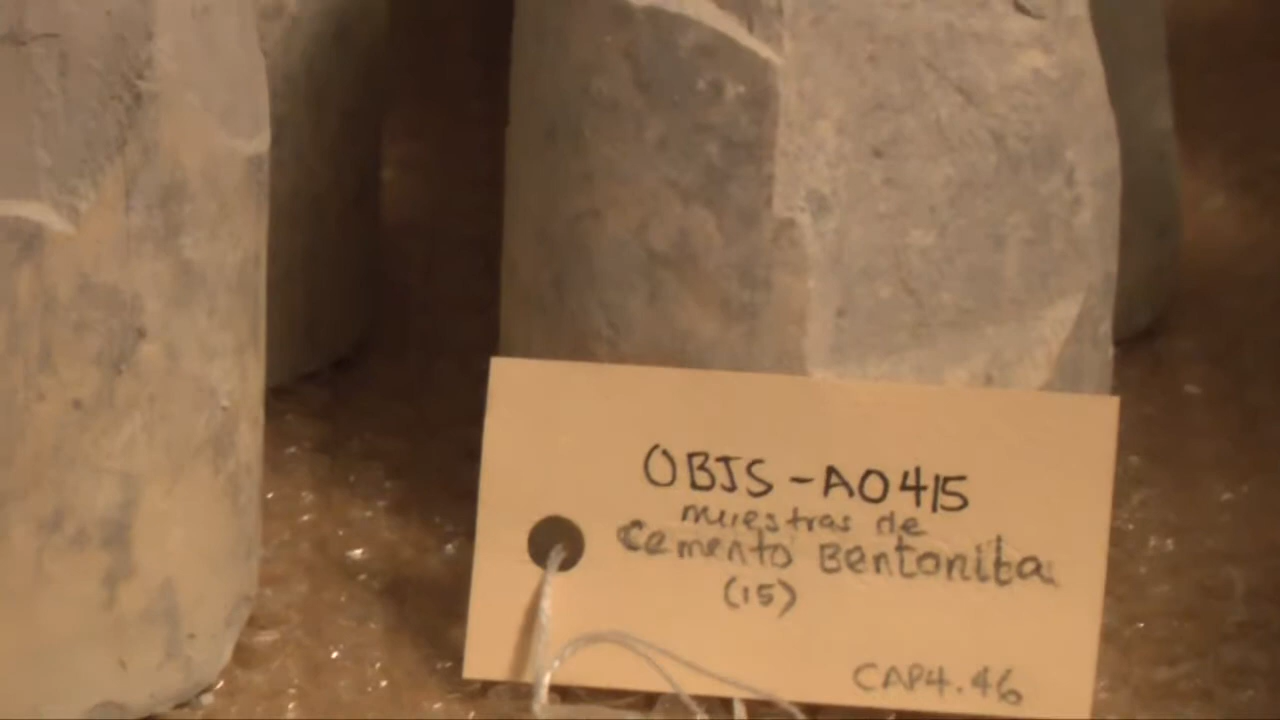 OBJS-A0415
muestras de
Cemento Bentonita
(15)
CAP4.46